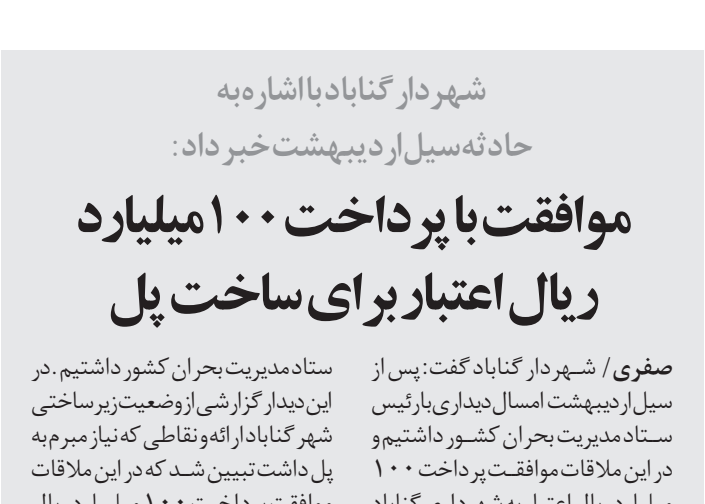 شهردار گناباد با اشاره به
حادثه سیل اردیبهشت خبر داد:
موافقت با پرداخت ۱۰۰ میلیارد
ریال اعتبار برای ساخت پل
صفری/ شهردار گناباد گفت: پس از
سیل اردیبهشت امسال دیداری با رئیس
ستاد مدیریت بحران کشور داشتیم و
در این ملاقات موافقت پرداخت ۱۰۰
ستاد مدیریت بحران کشور داشتیم. در
این دیدار گزارشی از وضعیت زیرساختی
شهر گناباد ارائه و نقاطی که نیاز مبرم به
پل داشت تبیین شد که در این ملاقات